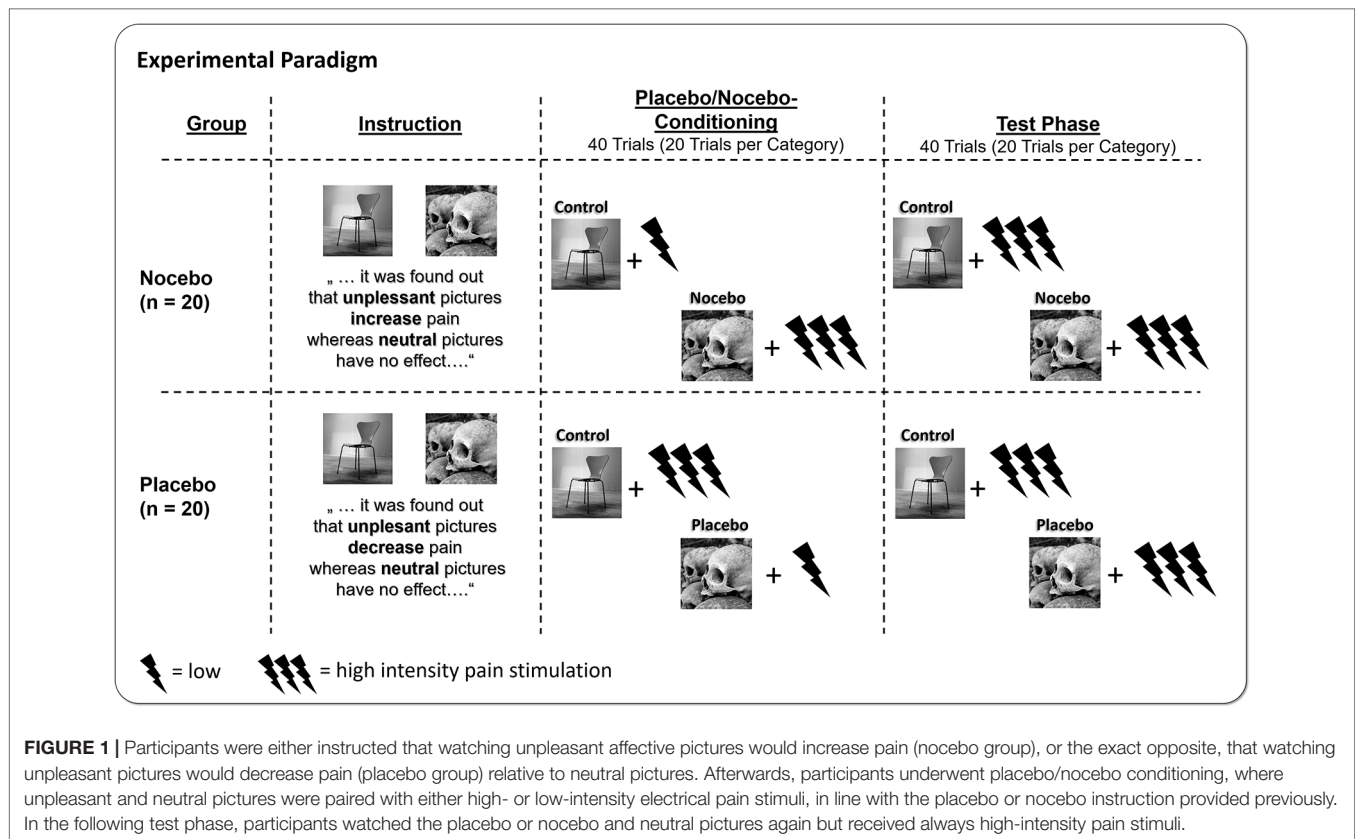 Experimental Paradigm
Group
Instruction
Placebo/Nocebo-
Conditioning
40 Trials (20 Trials per Category)
Test Phase
40 Trials (20 Trials per Category)
Nocebo
(n = 20)
„ … it was found out
that unplessant pictures
increase pain
whereas neutral pictures
have no effect….“
Control
+
Nocebo
+
Control
+
Nocebo
+
Placebo
(n = 20)
„ … it was found out
that unplesant pictures
decrease pain
whereas neutral pictures
have no effect….“
Control
+
Placebo
+
Control
+
Placebo
+
= low
= high intensity pain stimulation
FIGURE 1 | Participants were either instructed that watching unpleasant affective pictures would increase pain (nocebo group), or the exact opposite, that watching
unpleasant pictures would decrease pain (placebo group) relative to neutral pictures. Afterwards, participants underwent placebo/nocebo conditioning, where
unpleasant and neutral pictures were paired with either high- or low-intensity electrical pain stimuli, in line with the placebo or nocebo instruction provided previously.
In the following test phase, participants watched the placebo or nocebo and neutral pictures again but received always high-intensity pain stimuli.